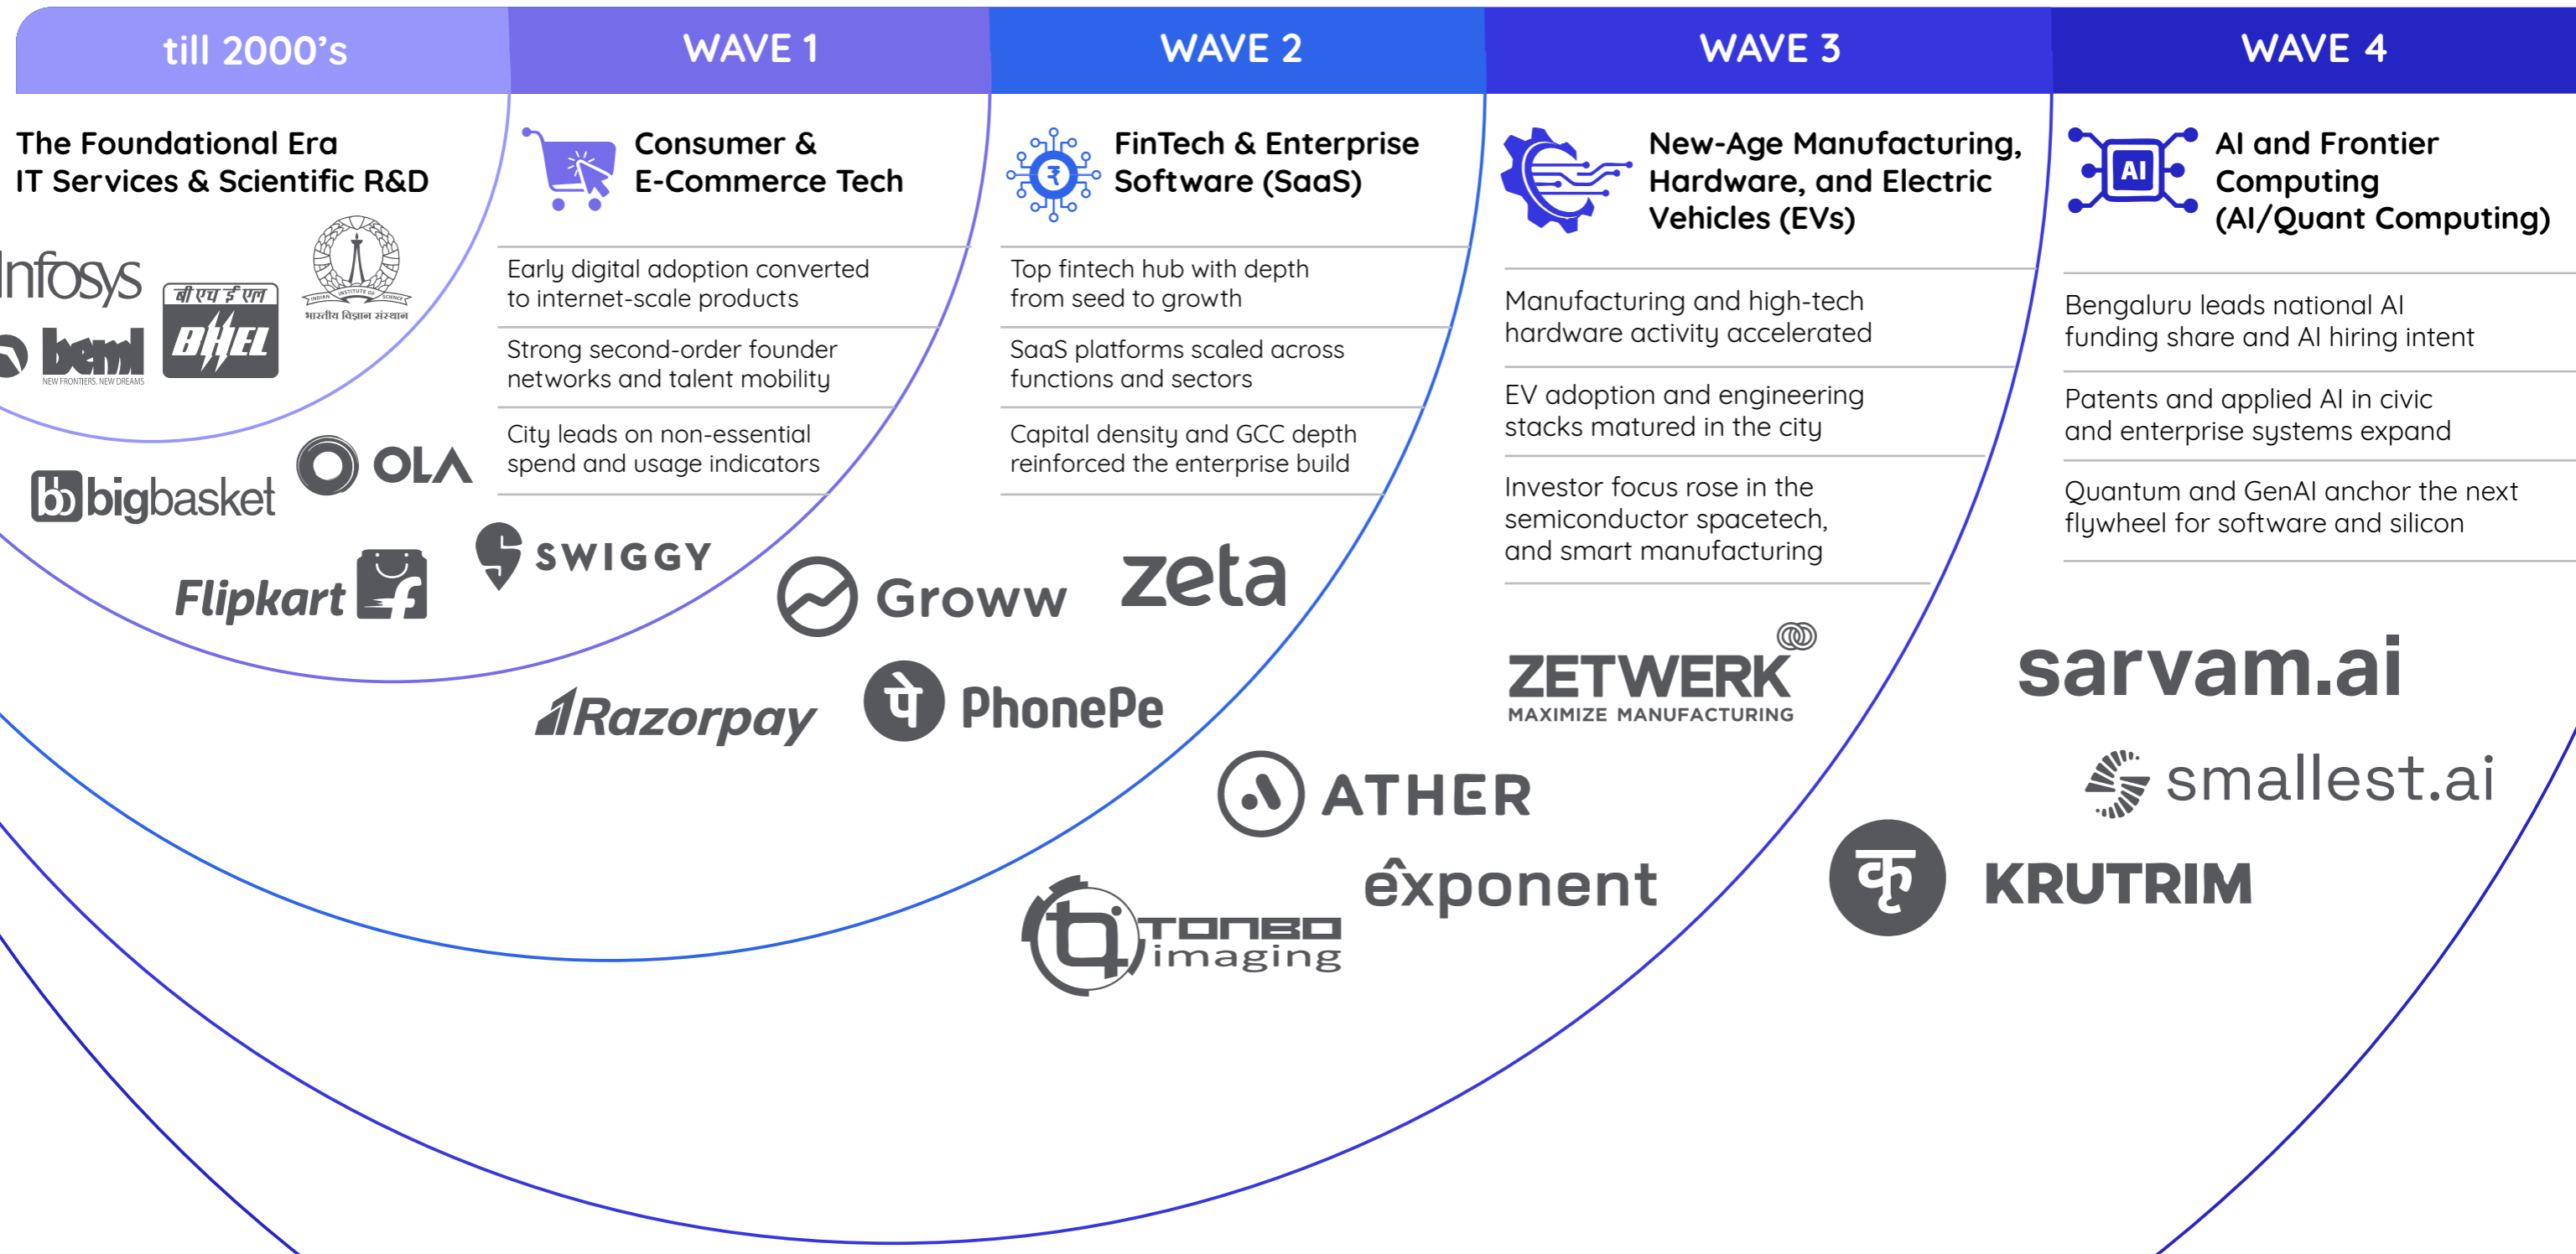 till 2000's
The Foundational Era
IT Services & Scientific R&D
Infosys
बी एच ई एल
BHEL
INDIAN INSTITUTE OF SCIENCE
भारतीय विज्ञान संस्थान
beml
NEW FRONTIERS. NEW DREAMS
WAVE 1
Consumer &
E-Commerce Tech
Early digital adoption converted
to internet-scale products
Strong second-order founder
networks and talent mobility
City leads on non-essential
spend and usage indicators
OLA
bb bigbasket
SWIGGY
Flipkart
WAVE 2
₹
FinTech & Enterprise
Software (SaaS)
Top fintech hub with depth
from seed to growth
SaaS platforms scaled across
functions and sectors
Capital density and GCC depth
reinforced the enterprise build
Groww
zeta
Razorpay
पे PhonePe
WAVE 3
New-Age Manufacturing,
Hardware, and Electric
Vehicles (EVs)
Manufacturing and high-tech
hardware activity accelerated
EV adoption and engineering
stacks matured in the city
Investor focus rose in the
semiconductor spacetech,
and smart manufacturing
ZETWERK
MAXIMIZE MANUFACTURING
ATHER
êxponent
TONBO
imaging
WAVE 4
AI
AI and Frontier
Computing
(AI/Quant Computing)
Bengaluru leads national AI
funding share and AI hiring intent
Patents and applied AI in civic
and enterprise systems expand
Quantum and GenAI anchor the next
flywheel for software and silicon
sarvam.ai
smallest.ai
कृ KRUTRIM